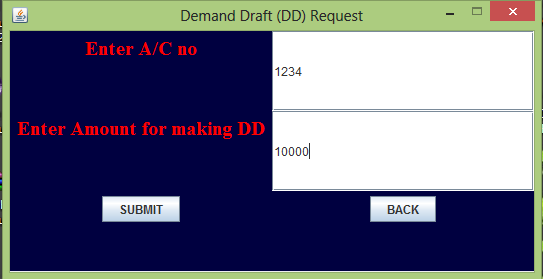 Demand Draft (DD) Request
Enter A/C no
1234
Enter Amount for making DD
10000
SUBMIT
BACK